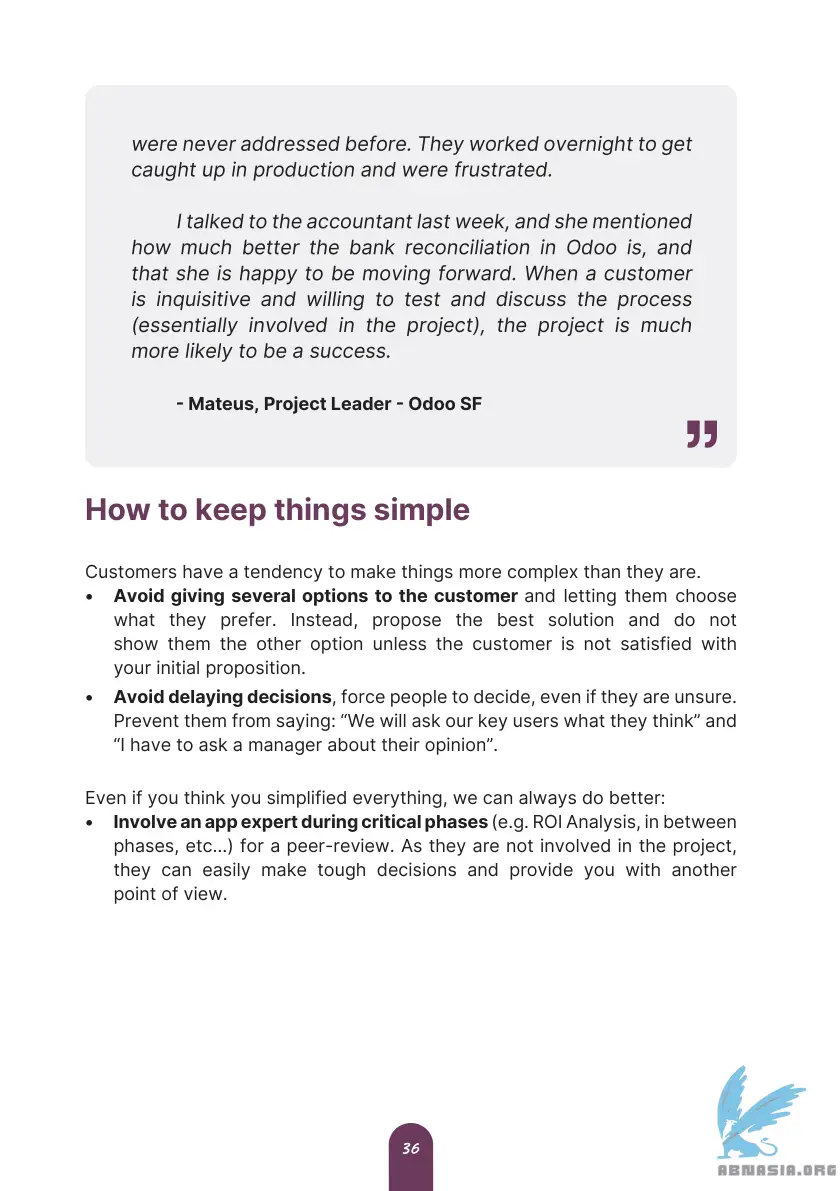 were never addressed before. They worked overnight to get
caught up in production and were frustrated.
I talked to the accountant last week, and she mentioned
how much better the bank reconciliation in Odoo is, and
that she is happy to be moving forward. When a customer
is inquisitive and willing to test and discuss the process
(essentially involved in the project), the project is much
more likely to be a success.
- Mateus, Project Leader - Odoo SF
”
How to keep things simple
Customers have a tendency to make things more complex than they are.
• Avoid giving several options to the customer and letting them choose
what they prefer. Instead, propose the best solution and do not
show them the other option unless the customer is not satisfied with
your initial proposition.
• Avoid delaying decisions, force people to decide, even if they are unsure.
Prevent them from saying: “We will ask our key users what they think” and
“I have to ask a manager about their opinion”.
Even if you think you simplified everything, we can always do better:
• Involve an app expert during critical phases (e.g. ROI Analysis, in between
phases, etc...) for a peer-review. As they are not involved in the project,
they can easily make tough decisions and provide you with another
point of view.
36
ABNASIA.ORG